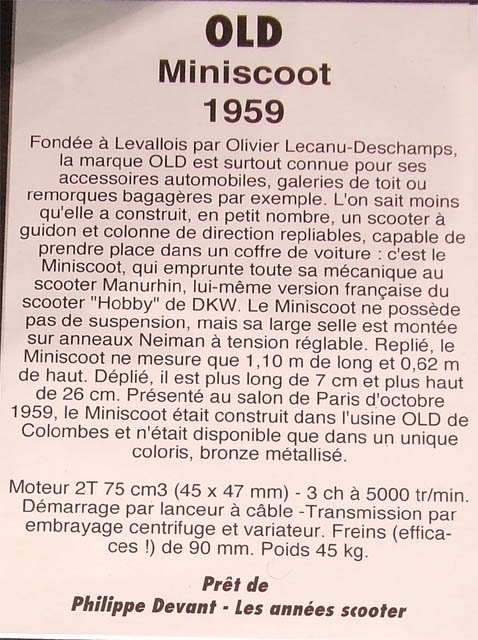 OLD
Miniscoot
1959
Fondée à Levallois par Olivier Lecanu-Deschamps,
la marque OLD est surtout connue pour ses
accessoires automobiles, galeries de toit ou
remorques bagagères par exemple. L'on sait moins
qu'elle a construit, en petit nombre, un scooter à
guidon et colonne de direction repliables, capable de
prendre place dans un coffre de voiture : c'est le
Miniscoot, qui emprunte toute sa mécanique au
scooter Manurhin, lui-même version française du
scooter "Hobby" de DKW. Le Miniscoot ne possède
pas de suspension, mais sa large selle est montée
sur anneaux Neiman à tension réglable. Replié, le
Miniscoot ne mesure que 1,10 m de long et 0,62 m
de haut. Déplié, il est plus long de 7 cm et plus haut
de 26 cm. Présenté au salon de Paris d'octobre
1959, le Miniscoot était construit dans l'usine OLD de
Colombes et n'était disponible que dans un unique
coloris, bronze métallisé.
Moteur 2T 75 cm3 (45 x 47 mm) - 3 ch à 5000 tr/min.
Démarrage par lanceur à câble -Transmission par
embrayage centrifuge et variateur. Freins (effica-
ces !) de 90 mm. Poids 45 kg.
Prêt de
Philippe Devant - Les années scooter